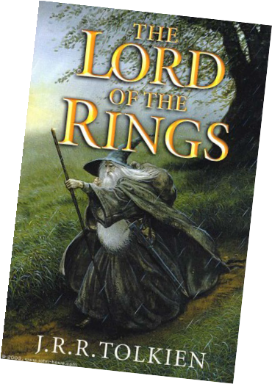 THE
LORD
OF THE
RINGS
J.R.R.TOLKIEN